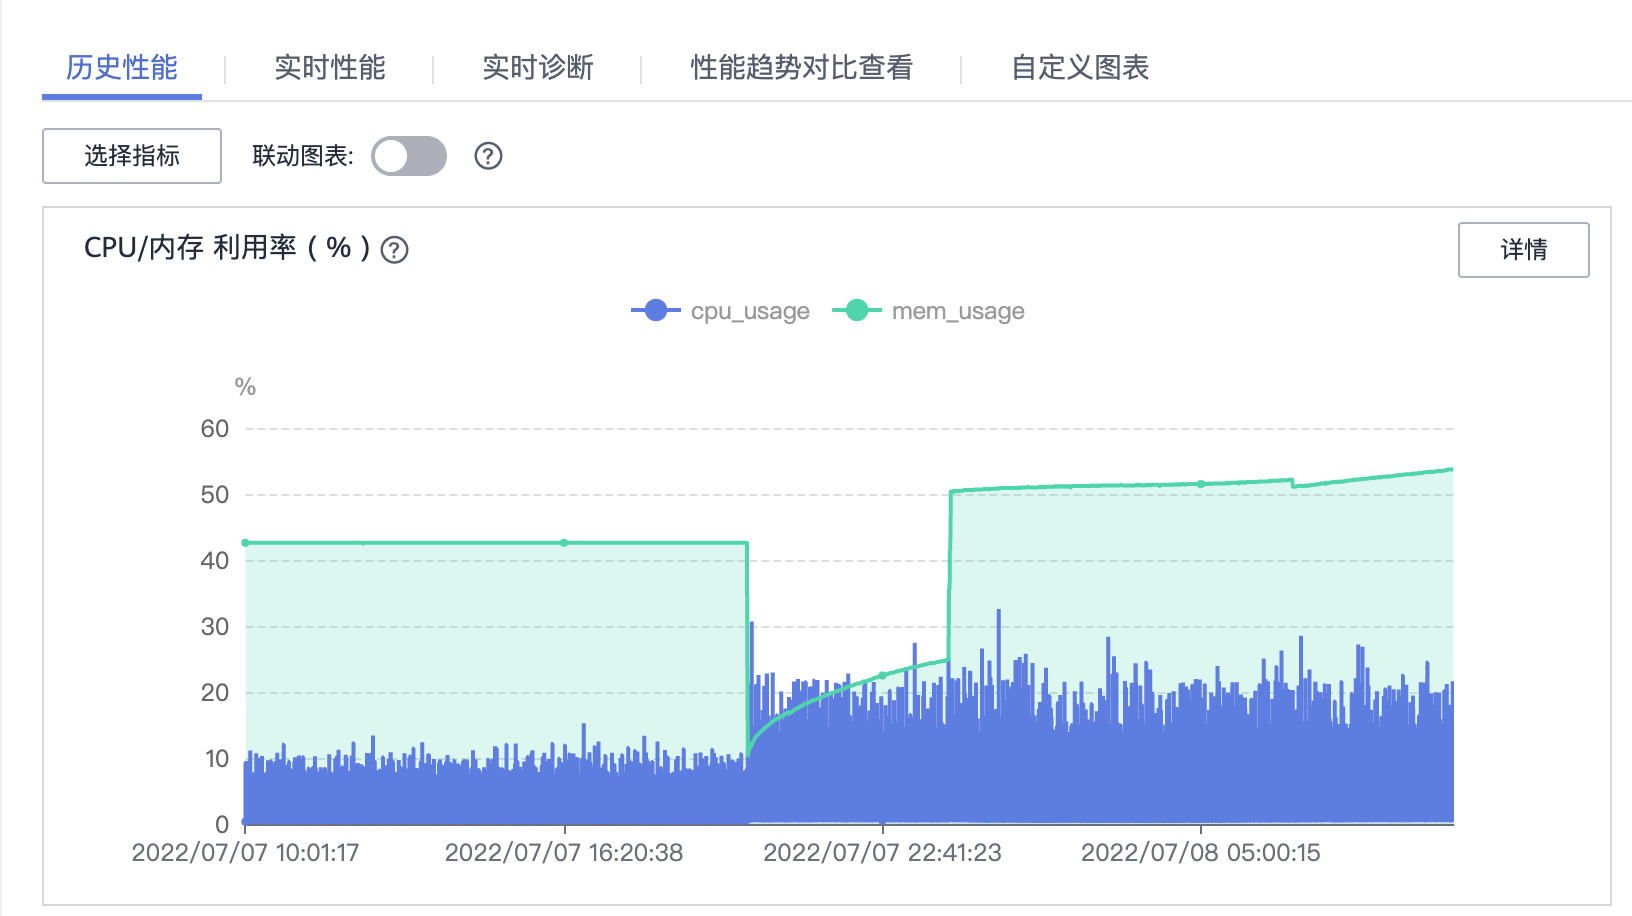 历史性能 实时性能 实时诊断 性能趋势对比查看 自定义图表
选择指标 联动图表: ?
CPU/内存 利用率 ( % ) ? 详情
cpu_usage mem_usage
%
60
50
40
30
20
10
0
2022/07/07 10:01:17 2022/07/07 16:20:38 2022/07/07 22:41:23 2022/07/08 05:00:15